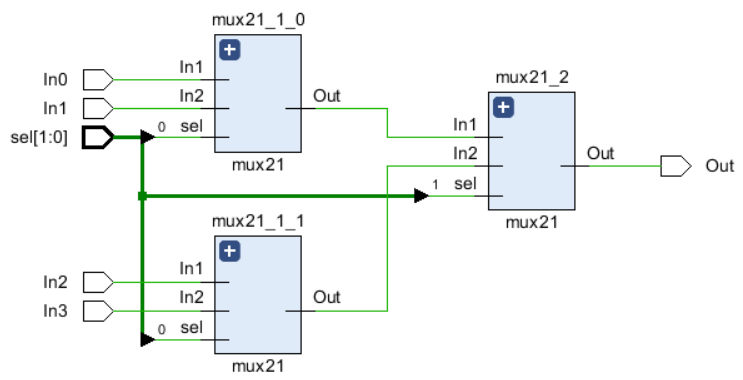 mux21_1_0
In0
In1
sel[1:0]
In1
In2
0
sel
Out
mux21
mux21_2
In1
In2
1
sel
Out
mux21
Out
mux21_1_1
In2
In3
In1
In2
0
sel
Out
mux21